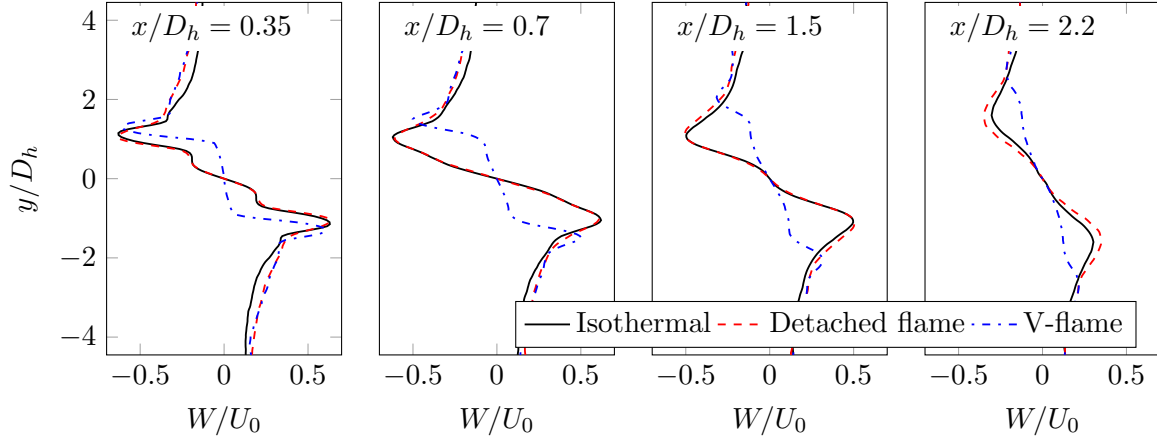 x/D_h = 0.35 x/D_h = 0.7 x/D_h = 1.5 x/D_h = 2.2
4
2
0
−2
−4
y/D_h
Isothermal Detached flame V-flame
−0.5 0 0.5 −0.5 0 0.5 −0.5 0 0.5 −0.5 0 0.5
W/U_0 W/U_0 W/U_0 W/U_0